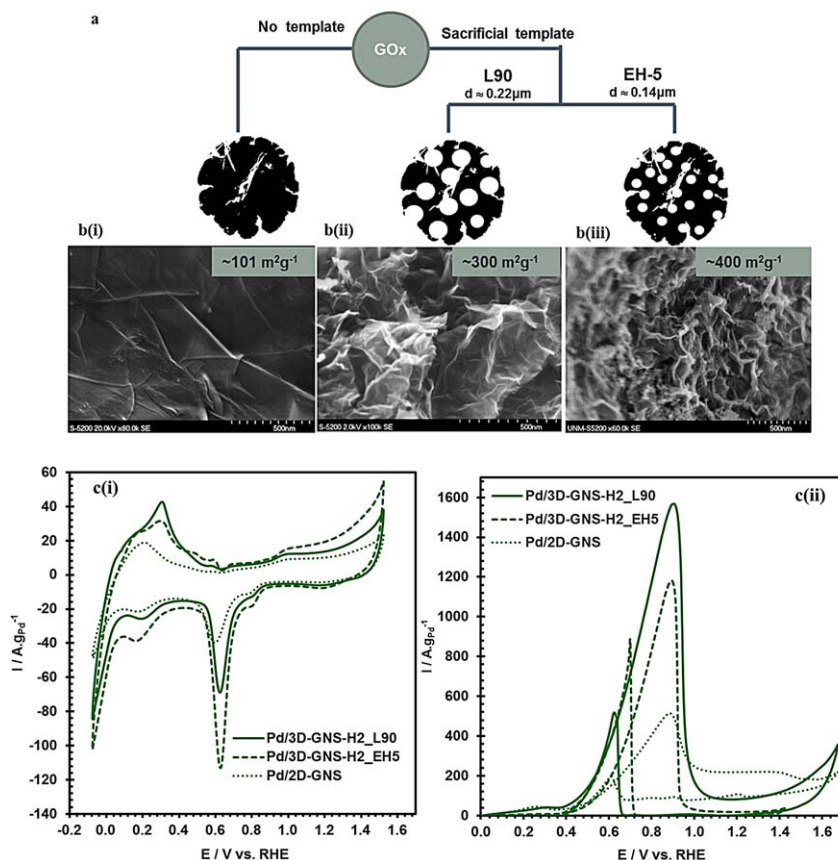 a
No template
GOx
Sacrificial template
L90
d ≈ 0.22µm
EH-5
d ≈ 0.14µm
b(i)
b(ii)
b(iii)
~101 m²g⁻¹
~300 m²g⁻¹
~400 m²g⁻¹
S-5200 20.0kV x80.0k SE
500nm
S-5200 2.0kV x100k SE
500nm
UNM-S5200 x60.0k SE
500nm
c(i)
60
40
20
0
-20
-40
-60
-80
-100
-120
-140
I / A.gPd⁻¹
-0.2 0 0.2 0.4 0.6 0.8 1.0 1.2 1.4 1.6
E / V vs. RHE
Pd/3D-GNS-H2_L90
Pd/3D-GNS-H2_EH5
Pd/2D-GNS
c(ii)
Pd/3D-GNS-H2_L90
Pd/3D-GNS-H2_EH5
Pd/2D-GNS
1600
1400
1200
1000
800
600
400
200
0
I / A.gPd⁻¹
0.0 0.2 0.4 0.6 0.8 1.0 1.2 1.4 1.6
E / V vs. RHE